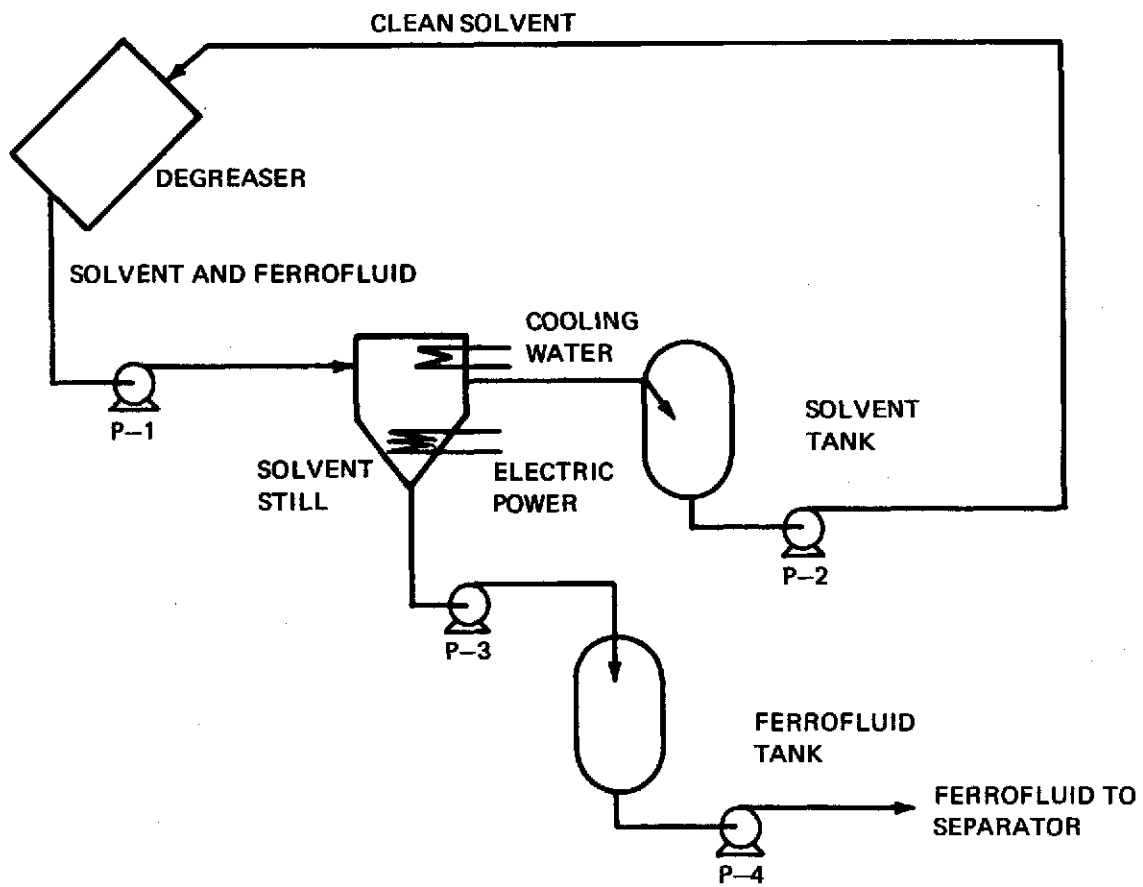 CLEAN SOLVENT
DEGREASER
SOLVENT AND FERROFLUID
COOLING
WATER
P–1
SOLVENT
TANK
SOLVENT
STILL
ELECTRIC
POWER
P–2
P–3
FERROFLUID
TANK
FERROFLUID TO
SEPARATOR
P–4